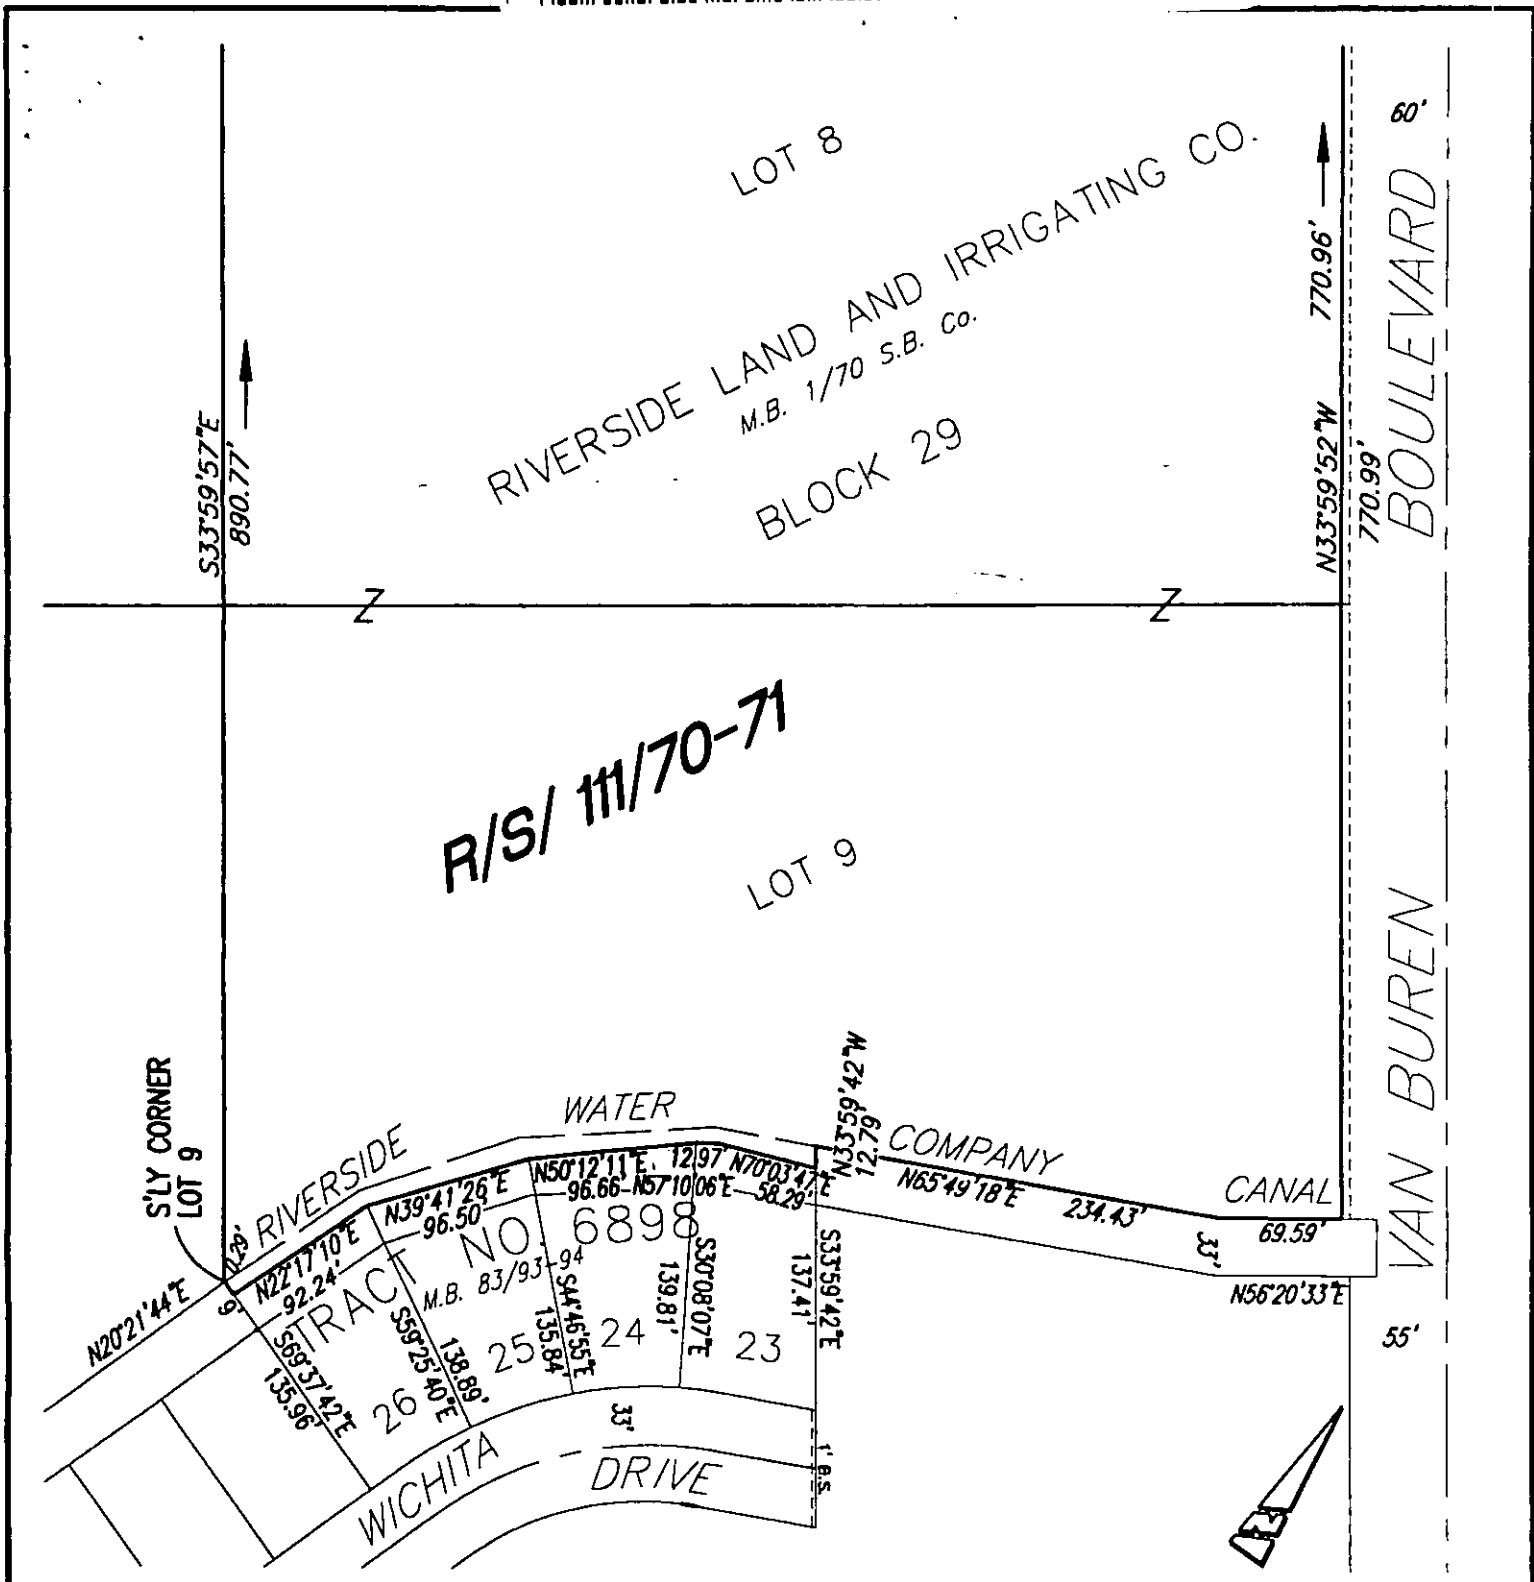 60'
LOT 8
RIVERSIDE LAND AND IRRIGATING CO.
M.B. 1/70 S.B. Co.
BLOCK 29
S33°59'57"E
890.77'
770.96'
N33°59'52"W
770.99'
VAN BUREN BOULEVARD
R/S/ 111/70-71
LOT 9
S'LY CORNER
LOT 9
RIVERSIDE WATER COMPANY CANAL
N33°59'42"W
12.79'
N20°21'44"E
N22°17'10"E
92.24'
N39°41'26"E
96.50'
N50°12'11"E
96.66
12.97'
N57°10'06"E
N70°03'47"E
58.29'
N65°49'18"E
234.43'
69.59'
33'
N56°20'33"E
55'
TRACT NO. 6898
M.B. 83/93-94
S69°37'42"E
135.96'
26
S59°25'40"E
138.89'
25
S44°46'55"E
135.84'
24
S30°08'07"E
139.81'
23
S33°59'42"E
137.41'
33'
1' B.S.
WICHITA DRIVE